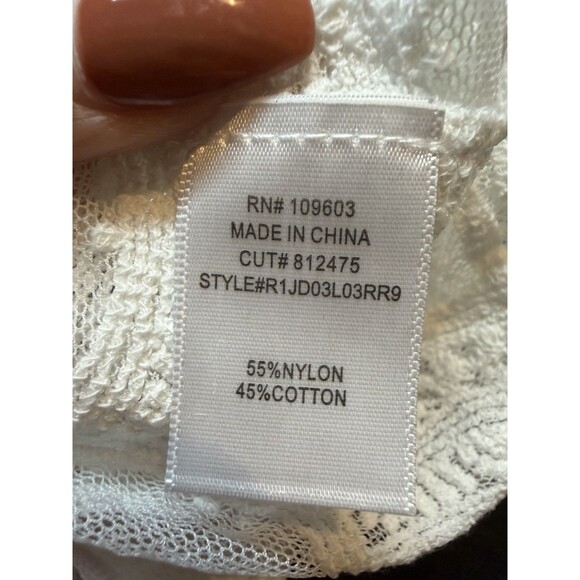 RN# 109603
MADE IN CHINA
CUT# 812475
STYLE#R1JD03L03RR9
55%NYLON
45%COTTON